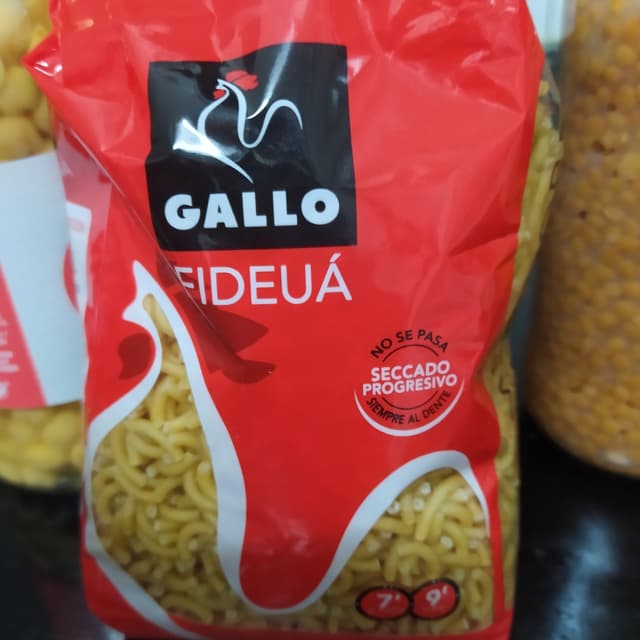 GALLO
FIDEUÁ
NO SE PASA
SECCADO
PROGRESIVO
SIEMPRE AL DENTE
7' 9'